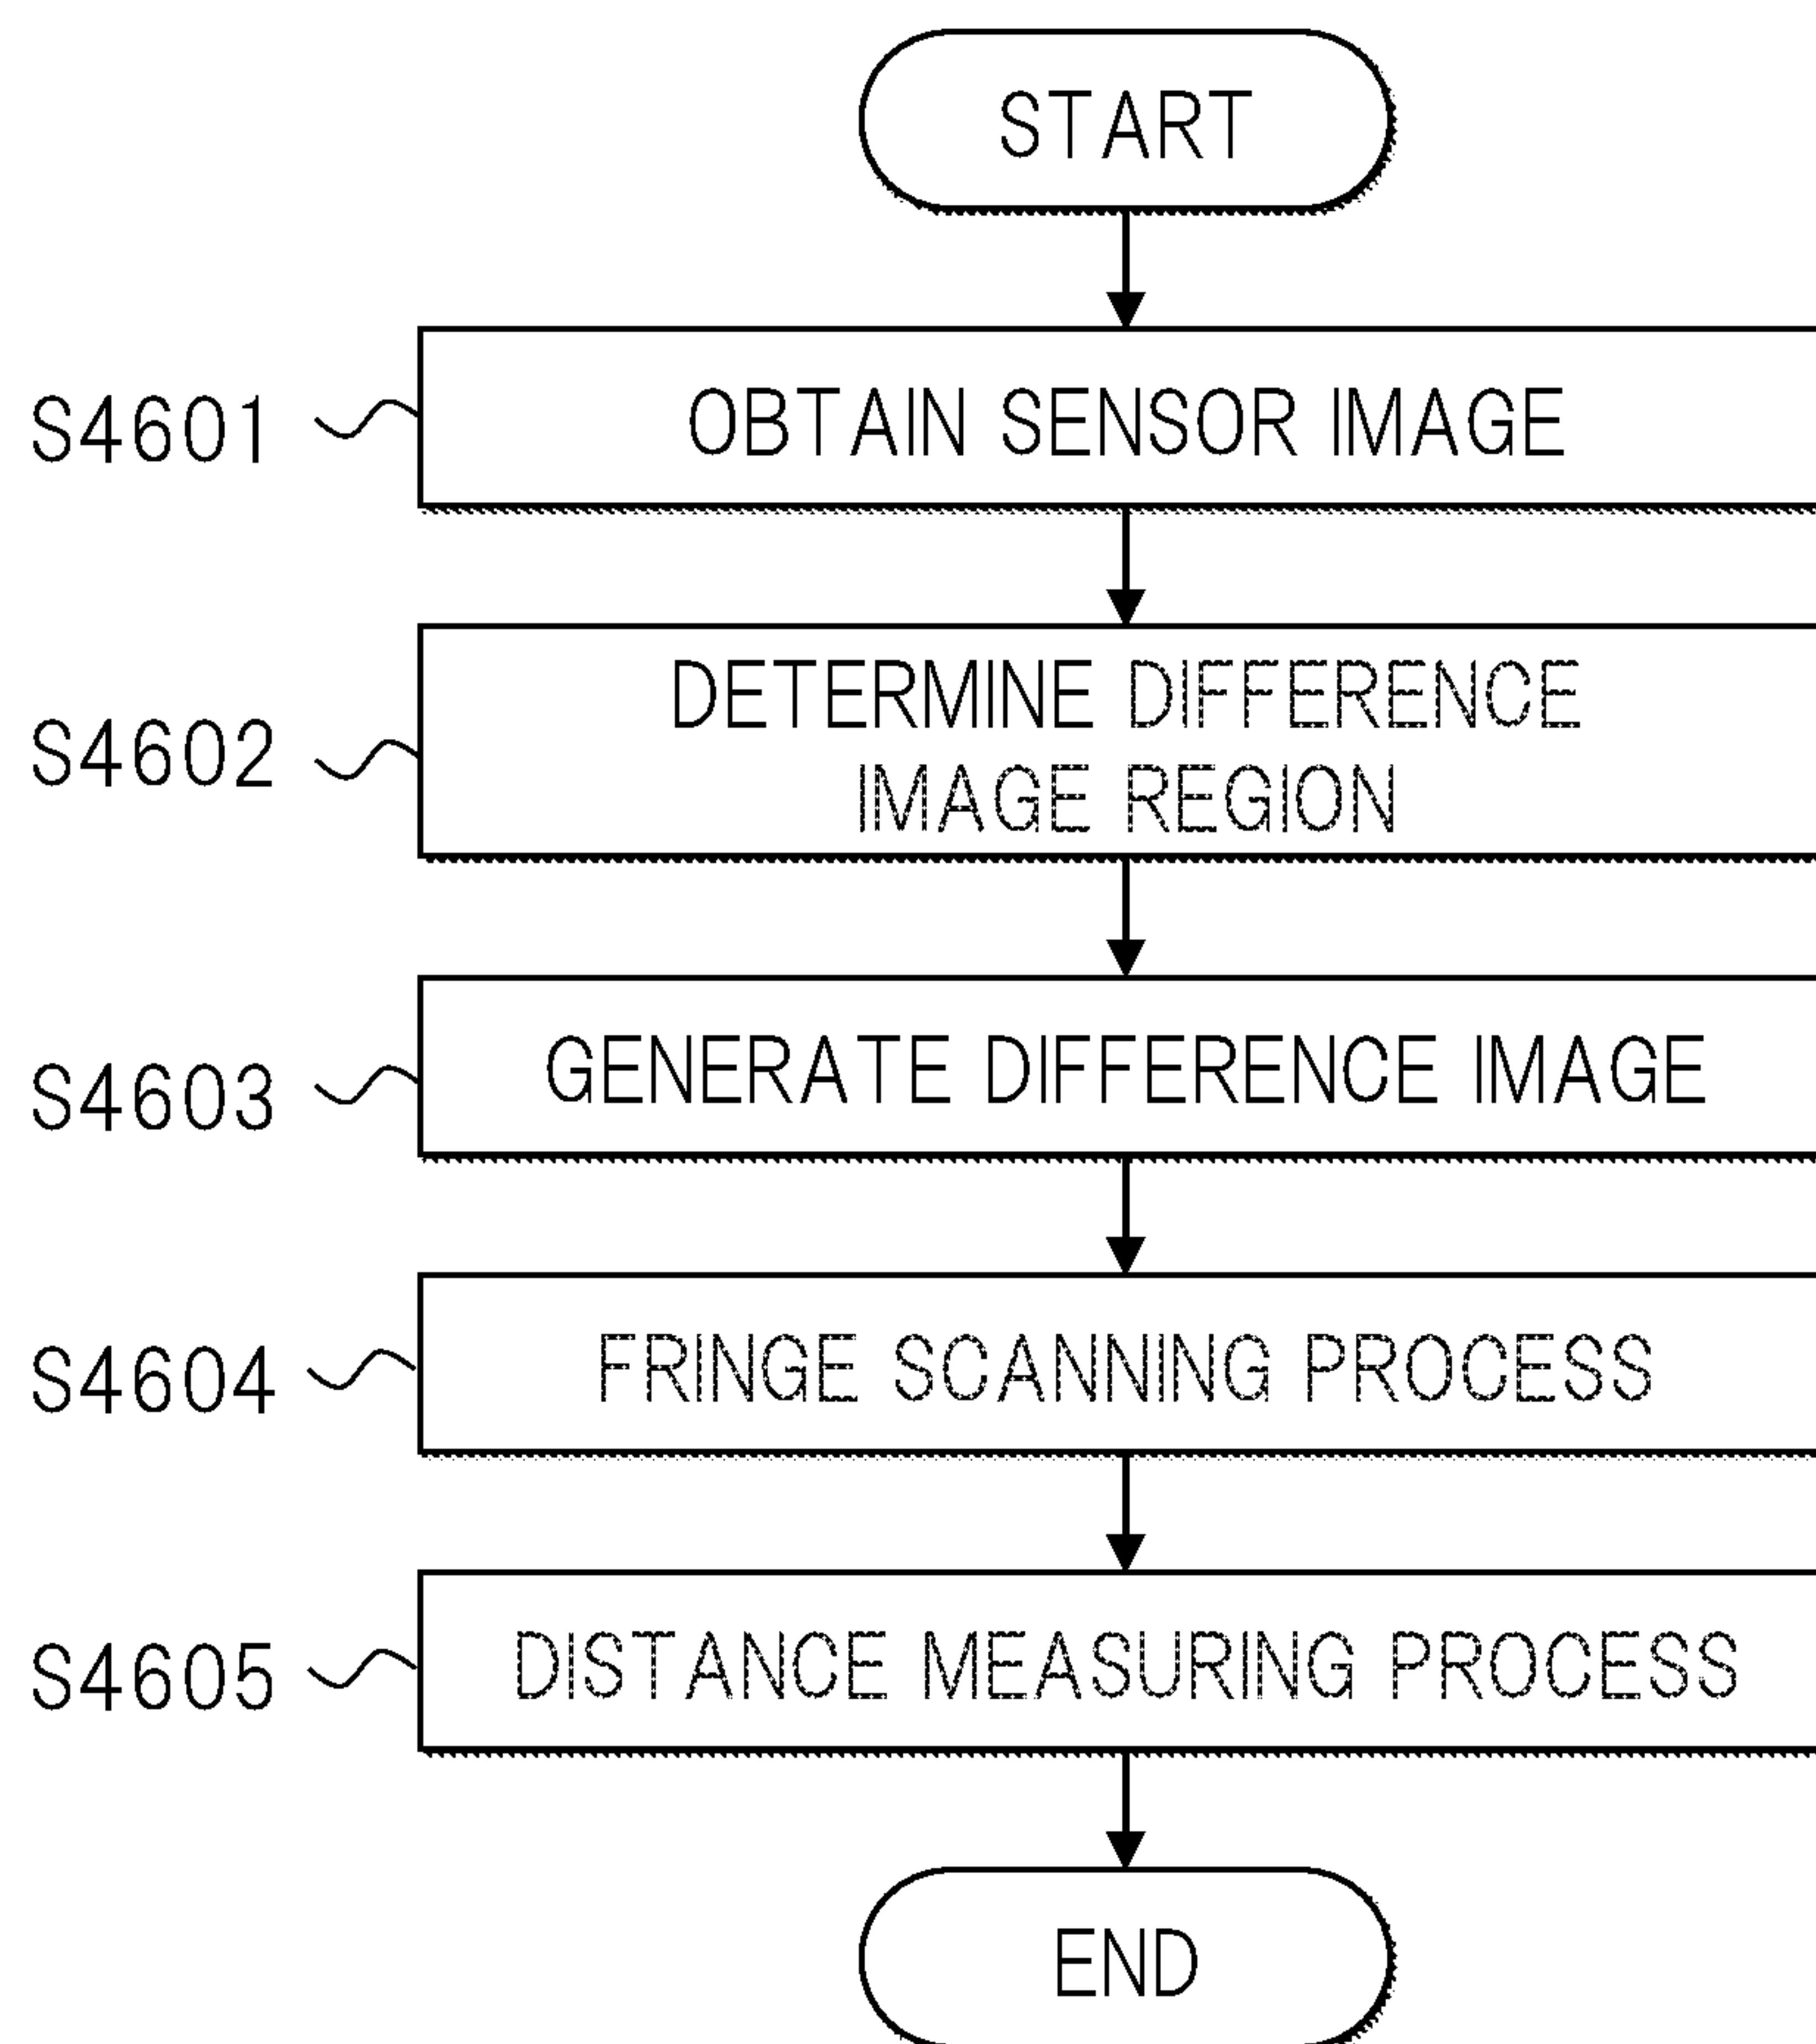 START
S4601
OBTAIN SENSOR IMAGE
S4602
DETERMINE DIFFERENCE
IMAGE REGION
S4603
GENERATE DIFFERENCE IMAGE
S4604
FRINGE SCANNING PROCESS
S4605
DISTANCE MEASURING PROCESS
END